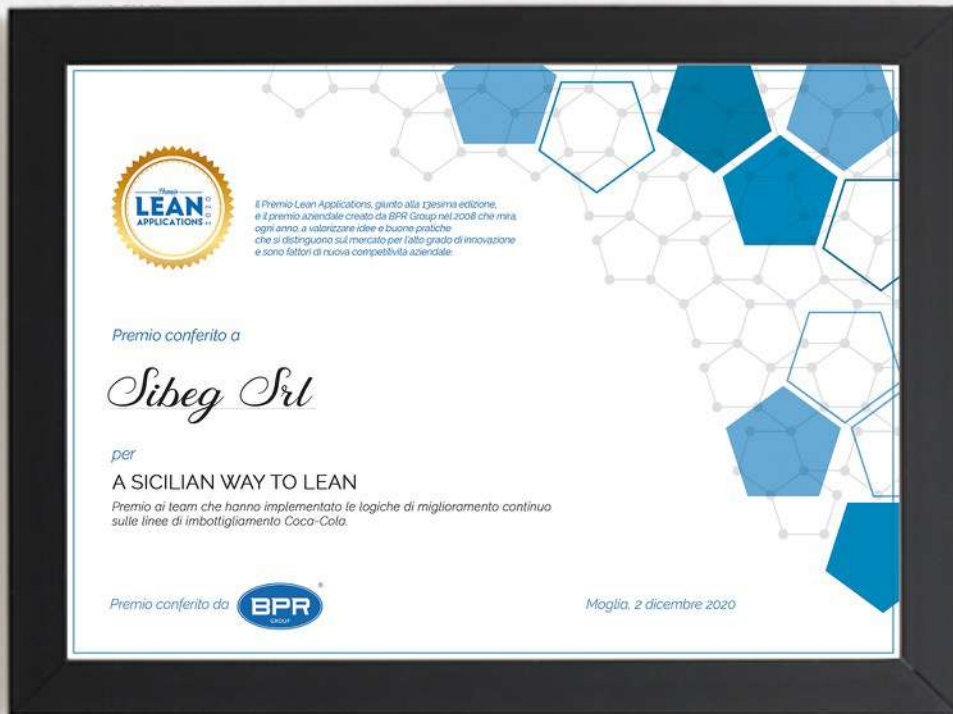 Thesis
LEAN
APPLICATIONS
2020
Il Premio Lean Applications, giunto alla 13esima edizione,
e il premio aziendale creato da BPR Group nel 2008 che mira,
ogni anno, a valorizzare idee e buone pratiche
che si distinguono sul mercato per l'alto grado di innovazione
e sono fattori di nuova competitività aziendale.
Premio conferito a
Sibeg Srl
per
A SICILIAN WAY TO LEAN
Premio ai team che hanno implementato le logiche di miglioramento continuo
sulle linee di imbottigliamento Coca-Cola.
Premio conferito da
BPR
GROUP
®
Moglia, 2 dicembre 2020